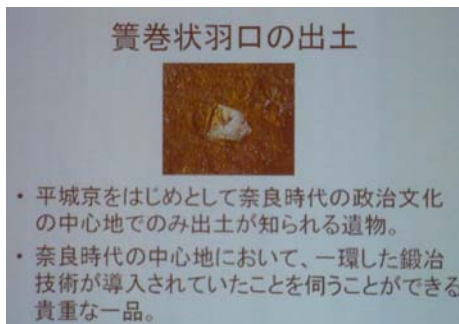 簀巻状羽口の出土
・平城京をはじめとして奈良時代の政治文化
の中心地でのみ出土が知られる遺物。
・奈良時代の中心地において、一環した鍛冶
技術が導入されていたことを伺うことができる
貴重な一品。